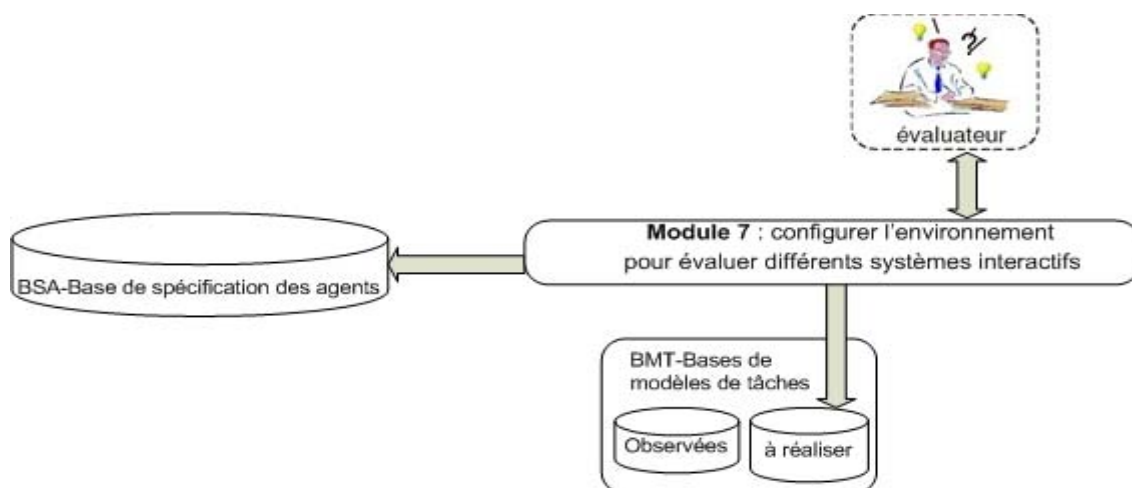 évaluateur
Module 7 : configurer l'environnement
pour évaluer différents systèmes interactifs
BSA-Base de spécification des agents
BMT-Bases de
modèles de tâches
Observées
à réaliser